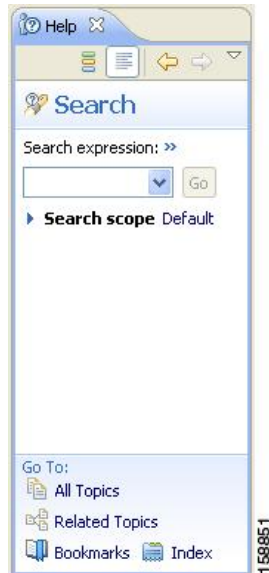 Help
Search
Search expression: »
Go
Search scope Default
Go To:
All Topics
Related Topics
Bookmarks Index
158851